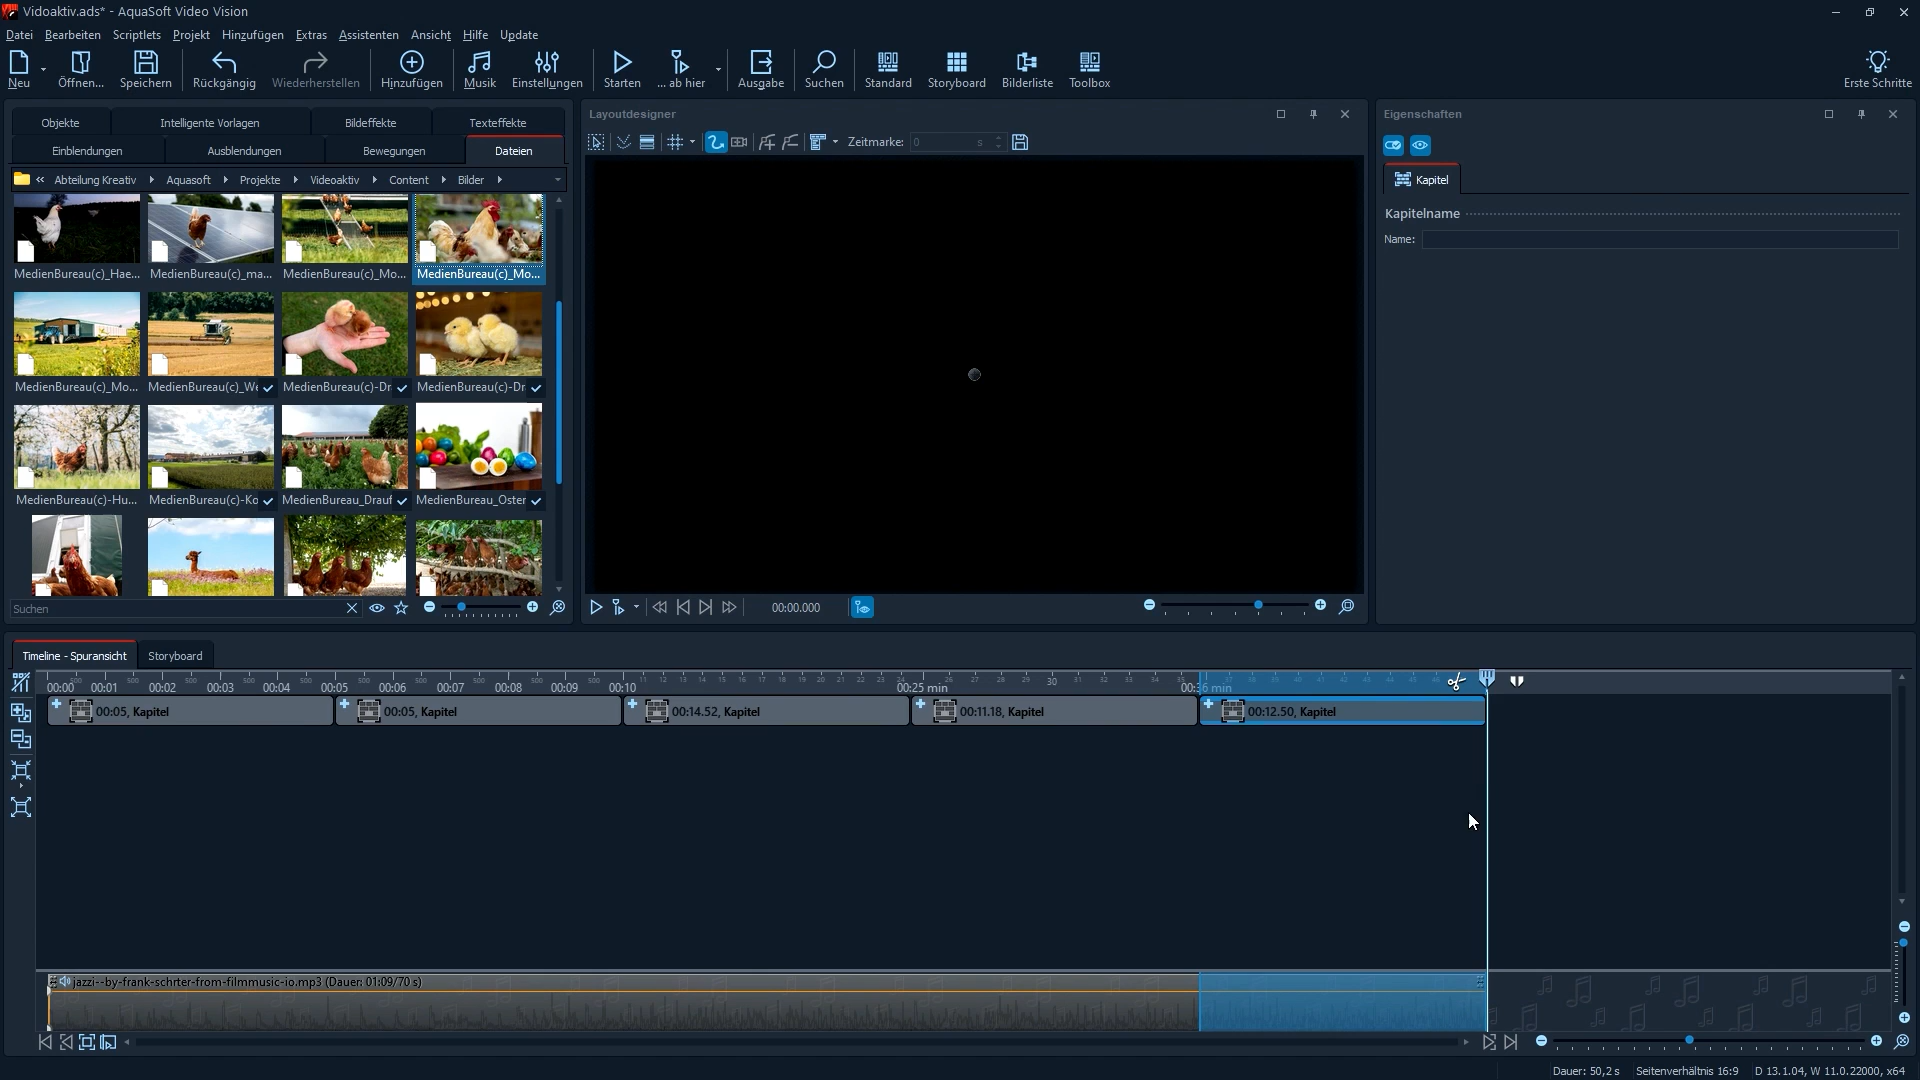 Vidoaktiv.ads* - AquaSoft Video Vision
Datei Bearbeiten Scriptlets Projekt Hinzufügen Extras Assistenten Ansicht Hilfe Update
Neu Öffnen... Speichern Rückgängig Wiederherstellen Hinzufügen Musik Einstellungen Starten ... ab hier Ausgabe Suchen Standard Storyboard Bilderliste Toolbox Erste Schritte
Objekte Intelligente Vorlagen Bildeffekte Texteffekte
Einblendungen Ausblendungen Bewegungen Dateien
« Abteilung Kreativ Aquasoft Projekte Videoaktiv Content Bilder
MedienBureau(c)_Hae... MedienBureau(c)_ma... MedienBureau(c)_Mo... MedienBureau(c)_Mo...
MedienBureau(c)_Mo... MedienBureau(c)_We MedienBureau(c)-Dr MedienBureau(c)-Dr
MedienBureau(c)-Hu... MedienBureau(c)-Ko MedienBureau_Drauf MedienBureau_Oster
Suchen
Layoutdesigner
Zeitmarke: 0 s
00:00.000
Eigenschaften
Kapitel
Kapitelname
Name:
Timeline - Spuransicht Storyboard
00:00 00:01 00:02 00:03 00:04 00:05 00:06 00:07 00:08 00:09 00:10 00:25 min 00:36 min
00:05, Kapitel 00:05, Kapitel 00:14.52, Kapitel 00:11.18, Kapitel 00:12.50, Kapitel
jazzi--by-frank-schrter-from-filmmusic-io.mp3 (Dauer: 01:09/70 s)
Dauer: 50,2 s Seitenverhältnis 16:9 D 13.1.04, W 11.0.22000, x64